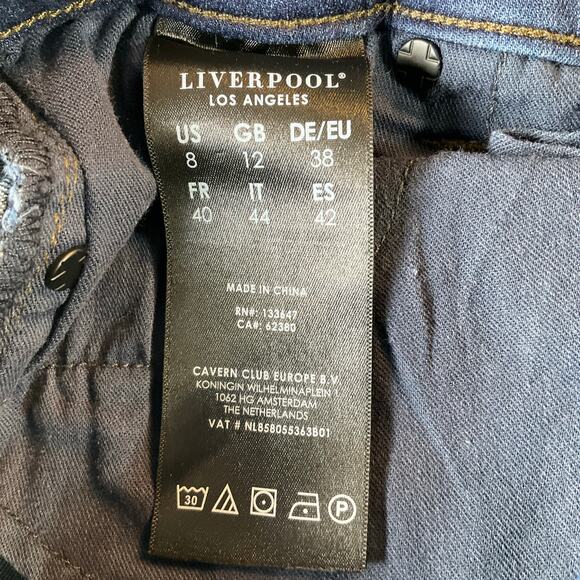 LIVERPOOL®
LOS ANGELES
US GB DE/EU
8 12 38
FR IT ES
40 44 42
MADE IN CHINA
RN#: 133647
CA#: 62380
CAVERN CLUB EUROPE B.V.
KONINGIN WILHELMINAPLEIN
1062 HG AMSTERDAM
THE NETHERLANDS
VAT # NL858055363B01
30 P